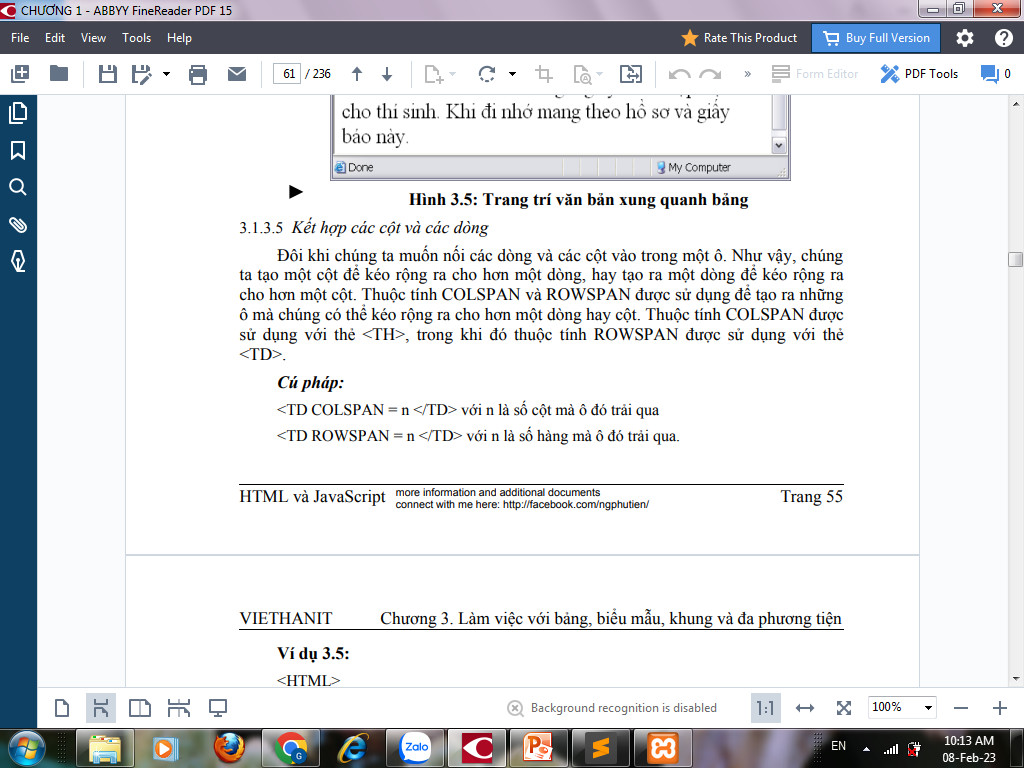 CHƯƠNG 1 - ABBYY FineReader PDF 15
File Edit View Tools Help
Rate This Product
Buy Full Version
61 / 236
Form Editor
PDF Tools
0
cho thí sinh. Khi đi nhớ mang theo hồ sơ và giấy
báo này.
Done
My Computer
Hình 3.5: Trang trí văn bản xung quanh bảng
3.1.3.5 Kết hợp các cột và các dòng
Đôi khi chúng ta muốn nối các dòng và các cột vào trong một ô. Như vậy, chúng
ta tạo một cột để kéo rộng ra cho hơn một dòng, hay tạo ra một dòng để kéo rộng ra
cho hơn một cột. Thuộc tính COLSPAN và ROWSPAN được sử dụng để tạo ra những
ô mà chúng có thể kéo rộng ra cho hơn một dòng hay cột. Thuộc tính COLSPAN được
sử dụng với thẻ <TH>, trong khi đó thuộc tính ROWSPAN được sử dụng với thẻ
<TD>.
Cú pháp:
<TD COLSPAN = n </TD> với n là số cột mà ô đó trải qua
<TD ROWSPAN = n </TD> với n là số hàng mà ô đó trải qua.
HTML và JavaScript
more information and additional documents
connect with me here: http://facebook.com/ngphutien/
Trang 55
VIETHANIT Chương 3. Làm việc với bảng, biểu mẫu, khung và đa phương tiện
Ví dụ 3.5:
<HTML>
Background recognition is disabled
1:1
100%
Zalo
EN
10:13 AM
08-Feb-23